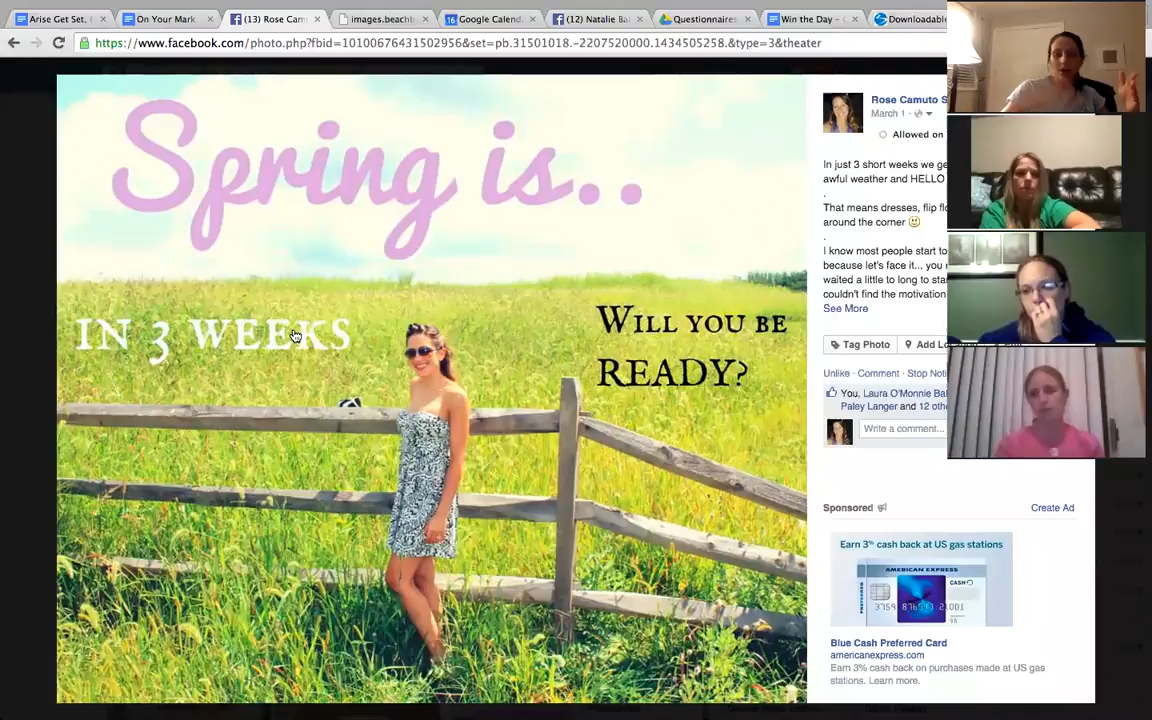 Arise Get Set,
On Your Mark
(13) Rose Cam
images.beachb
Google Calend
(12) Natalie Ba
Questionnaires
Win the Day -
Downloadable
https://www.facebook.com/photo.php?fbid=10100676431502956&set=pb.31501018.-2207520000.1434505258.&type=3&theater
Spring is..
IN 3 WEEKS
WILL YOU BE
READY?
Rose Camuto S
March 1
Allowed on
In just 3 short weeks we ge
awful weather and HELLO
.
That means dresses, flip flo
around the corner
.
I know most people start to
because let's face it... you
waited a little to long to sta
couldn't find the motivation
See More
Tag Photo
Add Lo
Unlike · Comment · Stop Noti
You, Laura O'Monnie Bal
Paley Langer and 12 othe
Write a comment...
Sponsored
Create Ad
Earn 3% cash back at US gas stations
AMERICAN EXPRESS
PREFERRED
CASH
Blue Cash Preferred Card
americanexpress.com
Earn 3% cash back on purchases made at US gas
stations. Learn more.